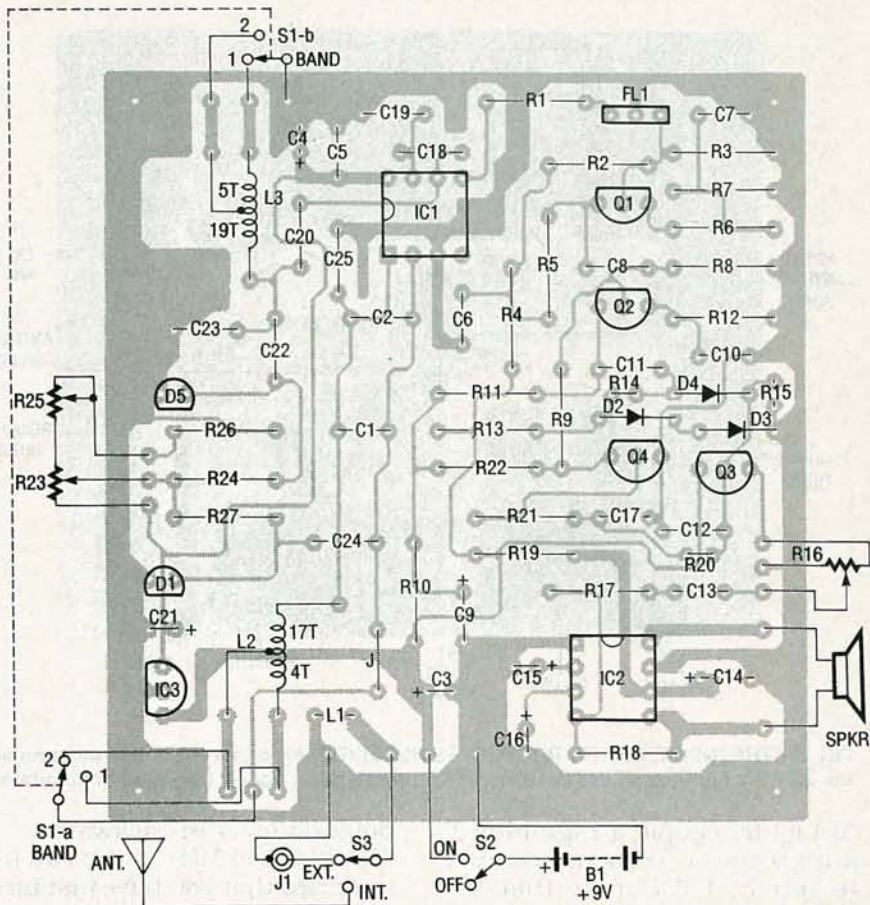 2
S1-b
1
BAND
C19
R1
FL1
C7
C4
+
C5
C18
R2
R3
5T
L3
R7
19T
C20
IC1
Q1
R6
C25
R5
C8
R8
C2
C6
R4
Q2
R12
C23
C22
C11
C10
D5
R11
R9
R14
D4
R15
R25
D2
R26
C1
R13
D3
R23
R24
R22
Q4
Q3
R27
R21
C17
C24
C12
R19
R20
R16
D1
R10
+
R17
C13
C21
+
C9
L2
17T
J
4T
IC3
C15
+
IC2
+
C14
+
C3
L1
+
C16
R18
SPKR
2
1
S1-a
BAND
ANT.
J1
EXT.
S3
INT.
ON
S2
OFF
+
B1
+9V